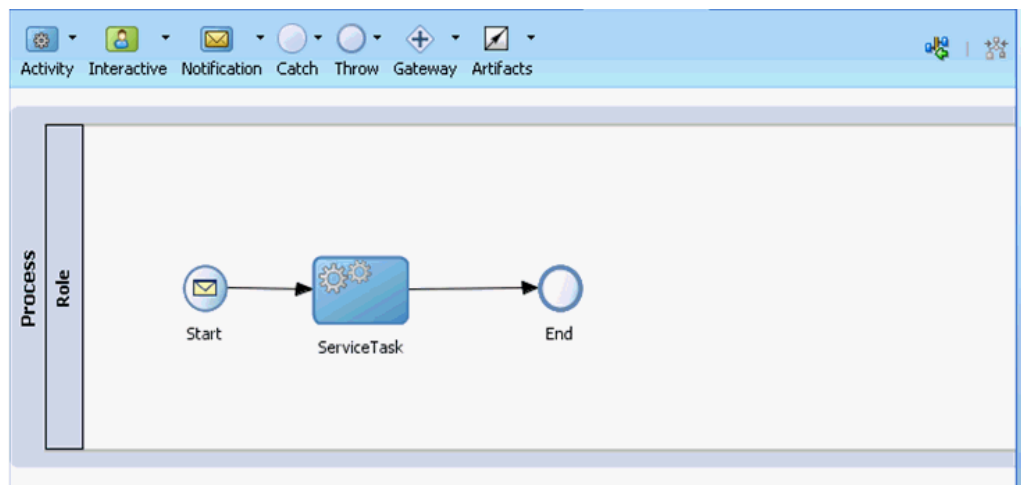 Activity Interactive Notification Catch Throw Gateway Artifacts
Process
Role
Start
ServiceTask
End